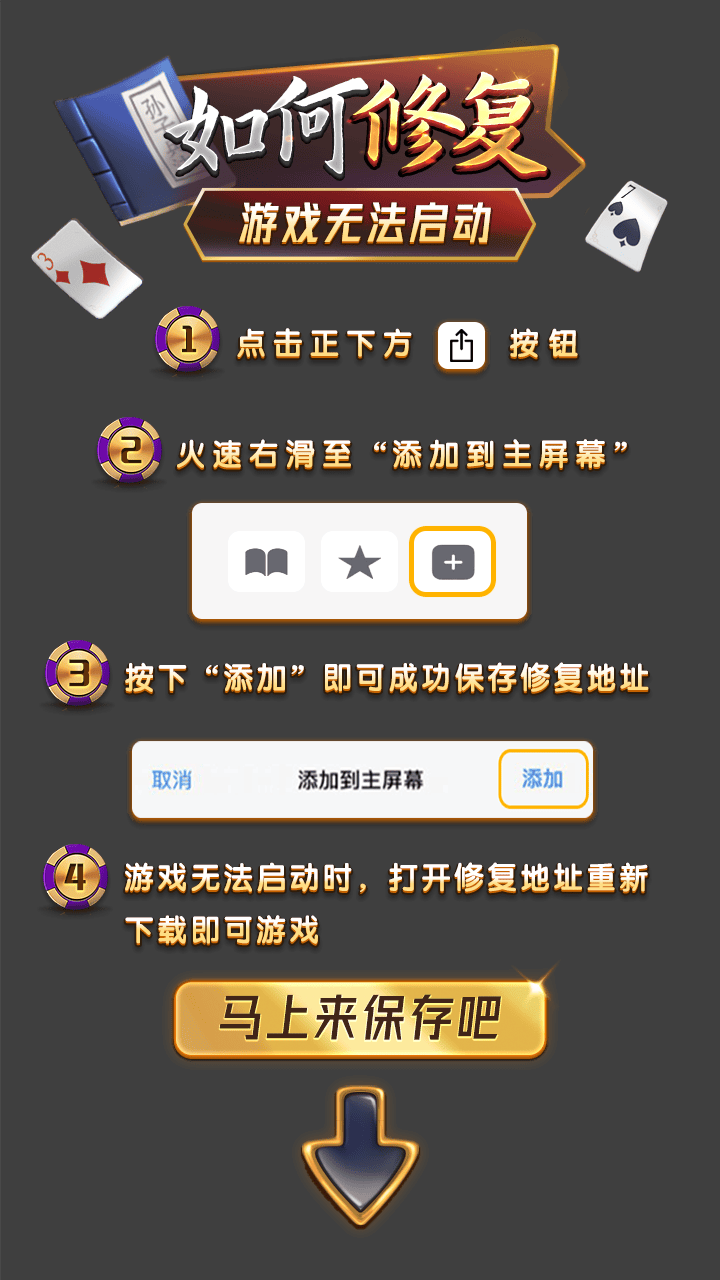 孙子
如何修复
游戏无法启动
3
7
1 点击正下方 按钮
2 火速右滑至“添加到主屏幕”
3 按下“添加”即可成功保存修复地址
取消 添加到主屏幕 添加
4 游戏无法启动时，打开修复地址重新
下载即可游戏
马上来保存吧